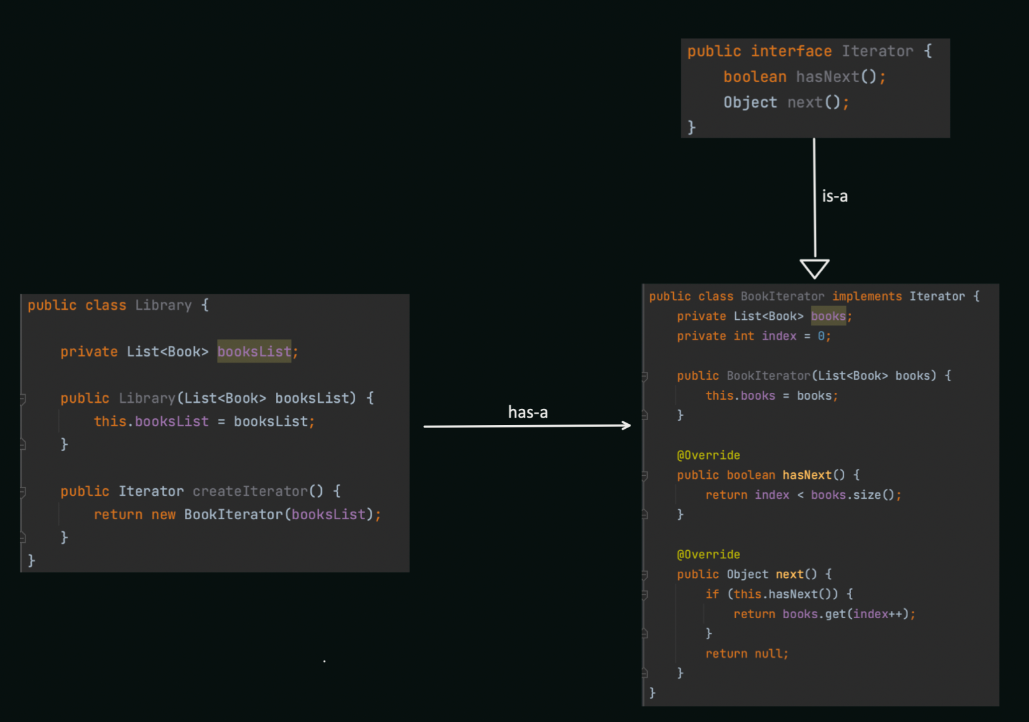 public interface Iterator {
boolean hasNext();
Object next();
}
is-a
public class Library {
private List<Book> booksList;
public Library(List<Book> booksList) {
this.booksList = booksList;
}
public Iterator createIterator() {
return new BookIterator(booksList);
}
}
has-a
public class BookIterator implements Iterator {
private List<Book> books;
private int index = 0;
public BookIterator(List<Book> books) {
this.books = books;
}
@Override
public boolean hasNext() {
return index < books.size();
}
@Override
public Object next() {
if (this.hasNext()) {
return books.get(index++);
}
return null;
}
}